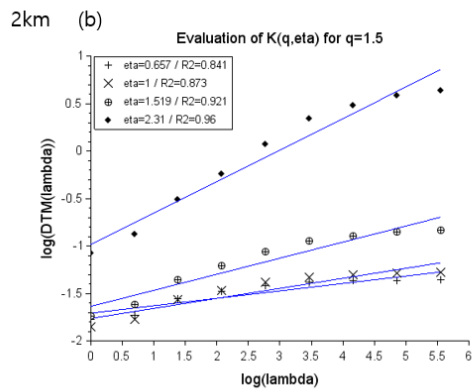 2km (b)
Evaluation of K(q,eta) for q=1.5
eta=0.657 / R2=0.841
eta=1 / R2=0.873
eta=1.519 / R2=0.921
eta=2.31 / R2=0.96
log(DTM(lambda))
1
0.5
0
-0.5
-1
-1.5
-2
0 0.5 1 1.5 2 2.5 3 3.5 4 4.5 5 5.5 6
log(lambda)